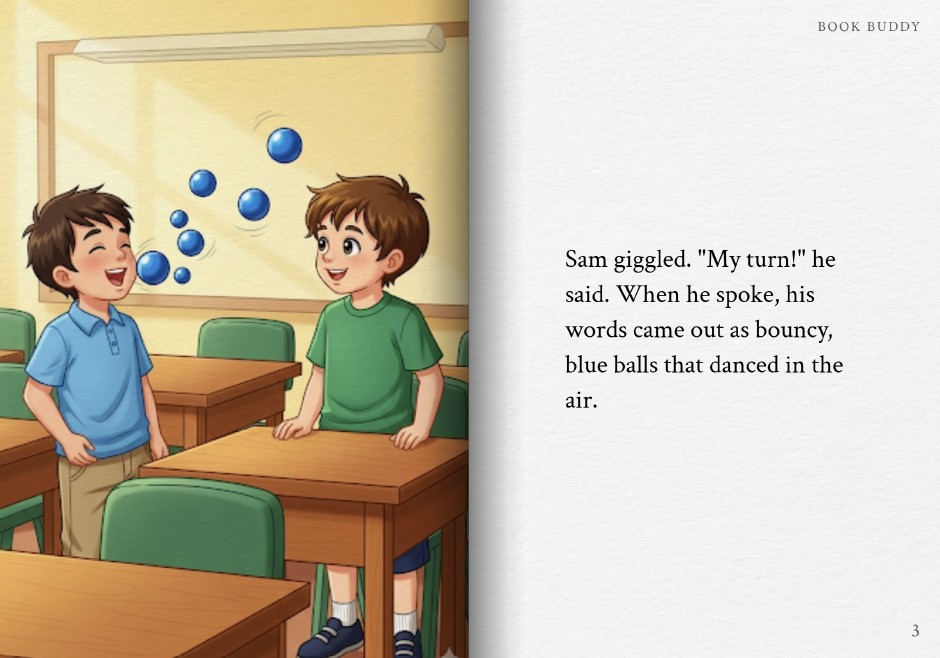 BOOK BUDDY
Sam giggled. "My turn!" he
said. When he spoke, his
words came out as bouncy,
blue balls that danced in the
air.
3